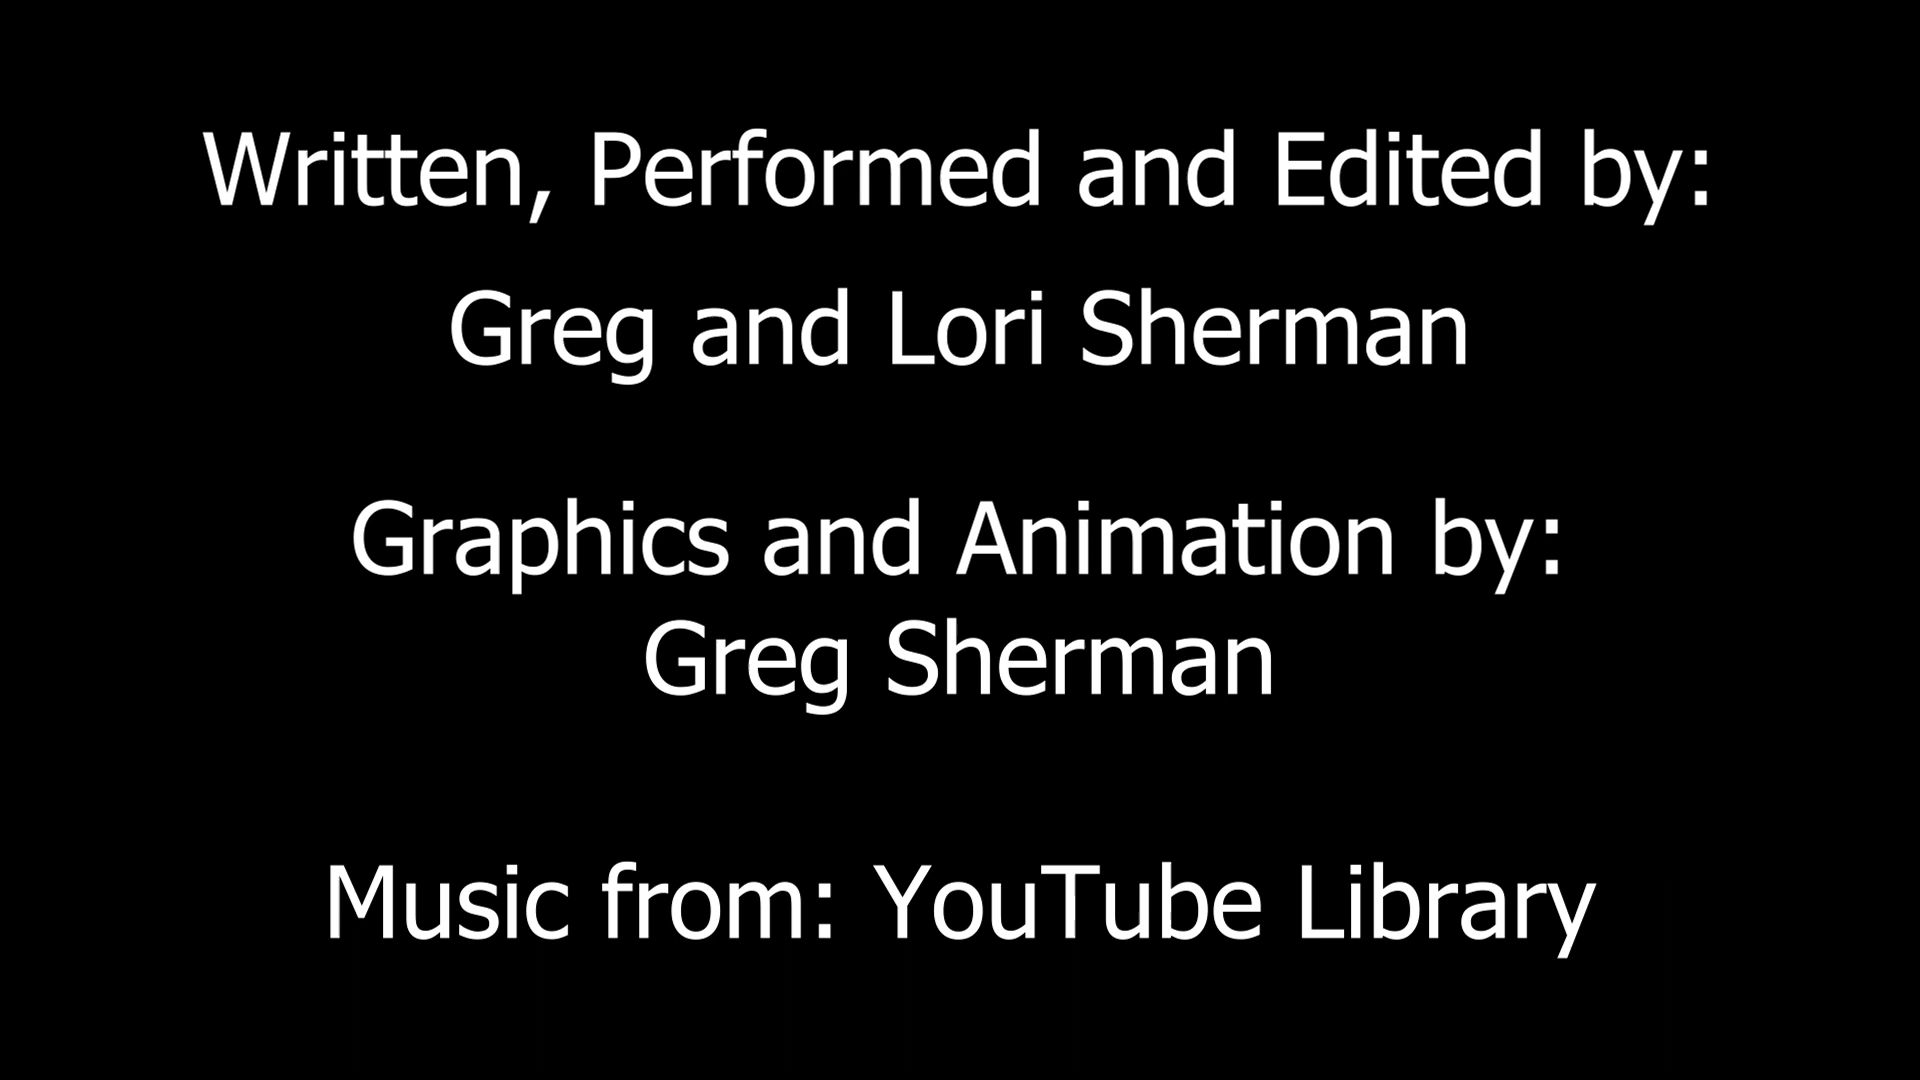 Written, Performed and Edited by:
Greg and Lori Sherman
Graphics and Animation by:
Greg Sherman
Music from: YouTube Library